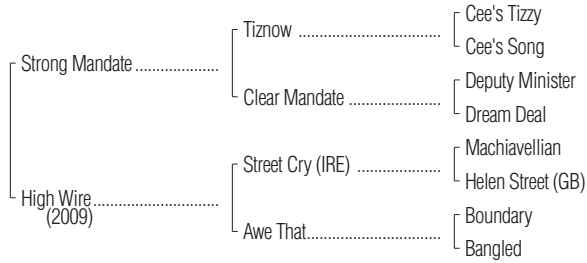 Cee's Tizzy
Tiznow
Cee's Song
Strong Mandate
Deputy Minister
Clear Mandate
Dream Deal
Machiavellian
Street Cry (IRE)
Helen Street (GB)
High Wire
(2009)
Boundary
Awe That
Bangled